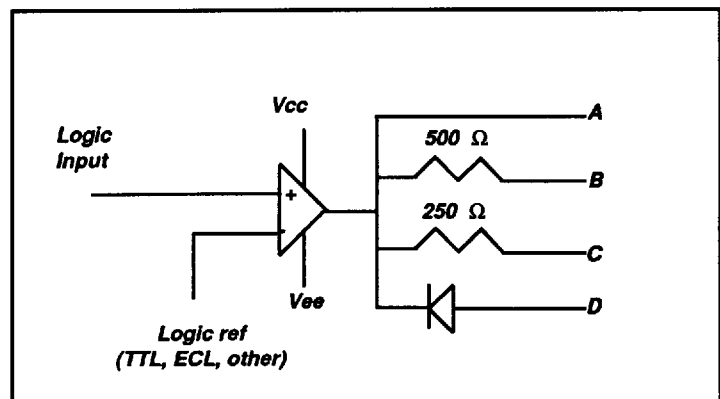 Vcc
Logic
Input
+
-
Vee
Logic ref
(TTL, ECL, other)
A
500 Ω
B
250 Ω
C
D